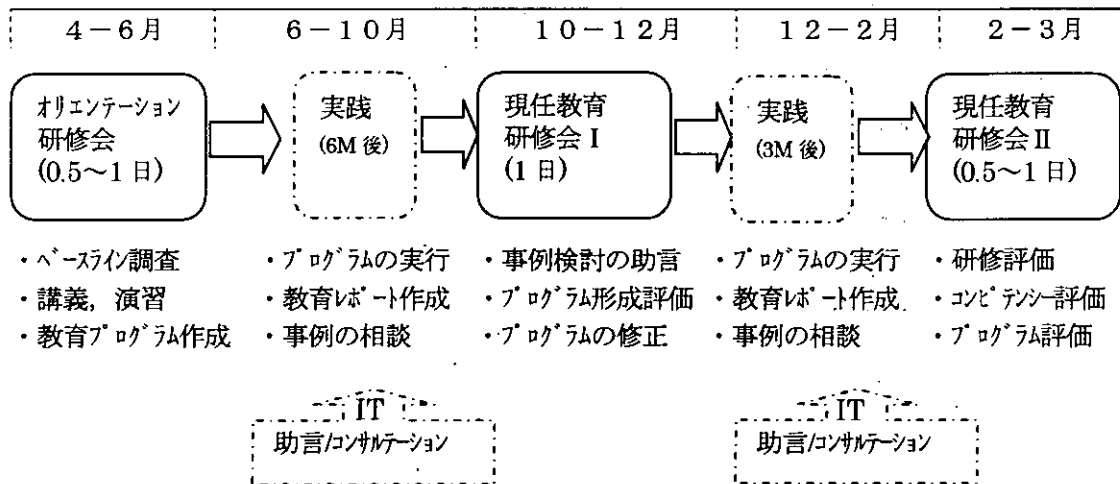 ４－６月
６－１０月
１０－１２月
１２－２月
２－３月
ｵﾘｴﾝﾃｰｼｮﾝ
研修会
(0.5～1 日)
実践
(6M 後)
現任教育
研修会 I
(1 日)
実践
(3M 後)
現任教育
研修会 II
(0.5～1 日)
・ﾍﾞｰｽﾗｲﾝ調査
・講義，演習
・教育ﾌﾟﾛｸﾞﾗﾑ作成
・ﾌﾟﾛｸﾞﾗﾑの実行
・教育ﾚﾎﾟｰﾄ作成
・事例の相談
・事例検討の助言
・ﾌﾟﾛｸﾞﾗﾑ形成評価
・ﾌﾟﾛｸﾞﾗﾑの修正
・ﾌﾟﾛｸﾞﾗﾑの実行
・教育ﾚﾎﾟｰﾄ作成
・事例の相談
・研修評価
・ｺﾝﾋﾟﾃﾝｼｰ評価
・ﾌﾟﾛｸﾞﾗﾑ評価
IT
助言/ｺﾝｻﾙﾃｰｼｮﾝ
IT
助言/ｺﾝｻﾙﾃｰｼｮﾝ